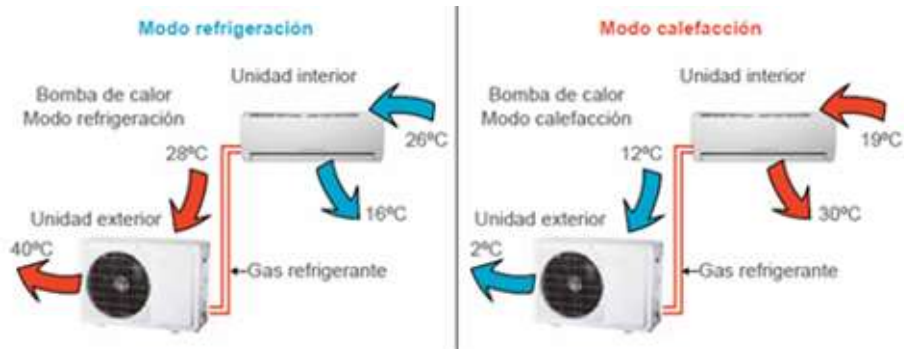 Modo refrigeración
Unidad interior
Bomba de calor
Modo refrigeración
26ºC
28ºC
16ºC
Unidad exterior
40ºC
Gas refrigerante
Modo calefacción
Unidad interior
Bomba de calor
Modo calefacción
19ºC
12ºC
30ºC
Unidad exterior
2ºC
Gas refrigerante